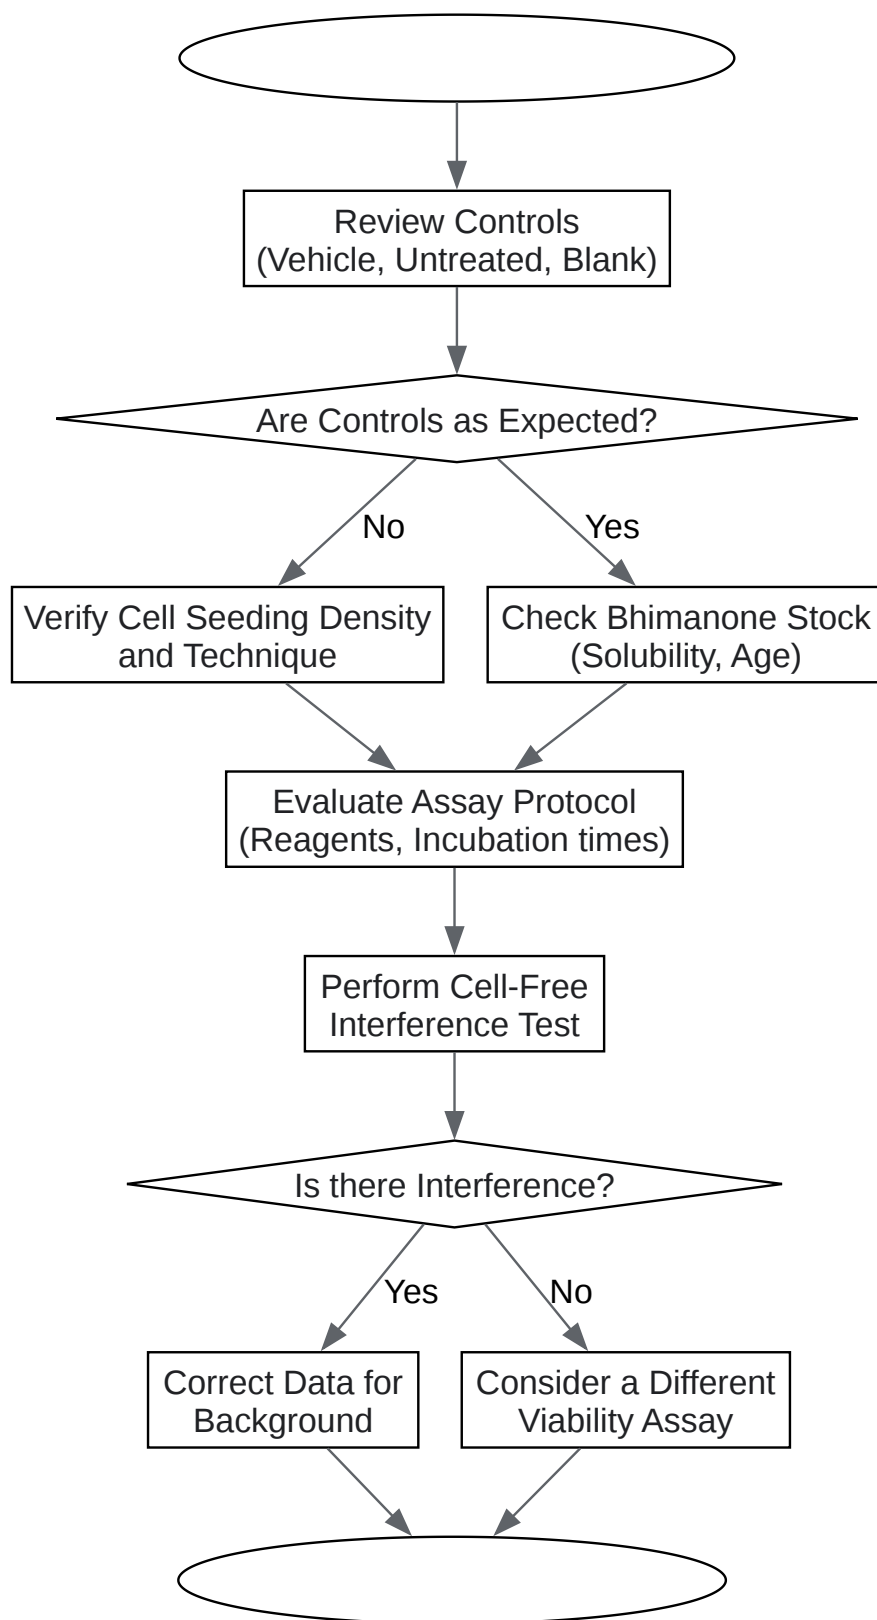 Review Controls
(Vehicle, Untreated, Blank)
Are Controls as Expected?
No
Yes
Verify Cell Seeding Density
and Technique
Check Bhimanone Stock
(Solubility, Age)
Evaluate Assay Protocol
(Reagents, Incubation times)
Perform Cell-Free
Interference Test
Is there Interference?
Yes
No
Correct Data for
Background
Consider a Different
Viability Assay